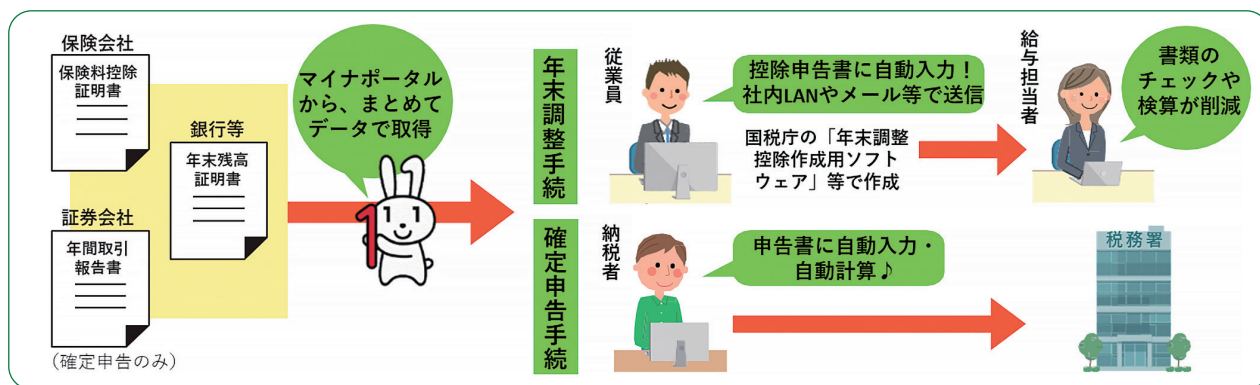 保険会社
保険料控除
証明書
銀行等
年末残高
証明書
証券会社
年間取引
報告書
(確定申告のみ)
マイナポータル
から、まとめて
データで取得
1
年末調整手続
従業員
控除申告書に自動入力！
社内LANやメール等で送信
国税庁の「年末調整
控除作成用ソフト
ウェア」等で作成
給与担当者
書類の
チェックや
検算が削減
確定申告手続
納税者
申告書に自動入力・
自動計算♪
税務署